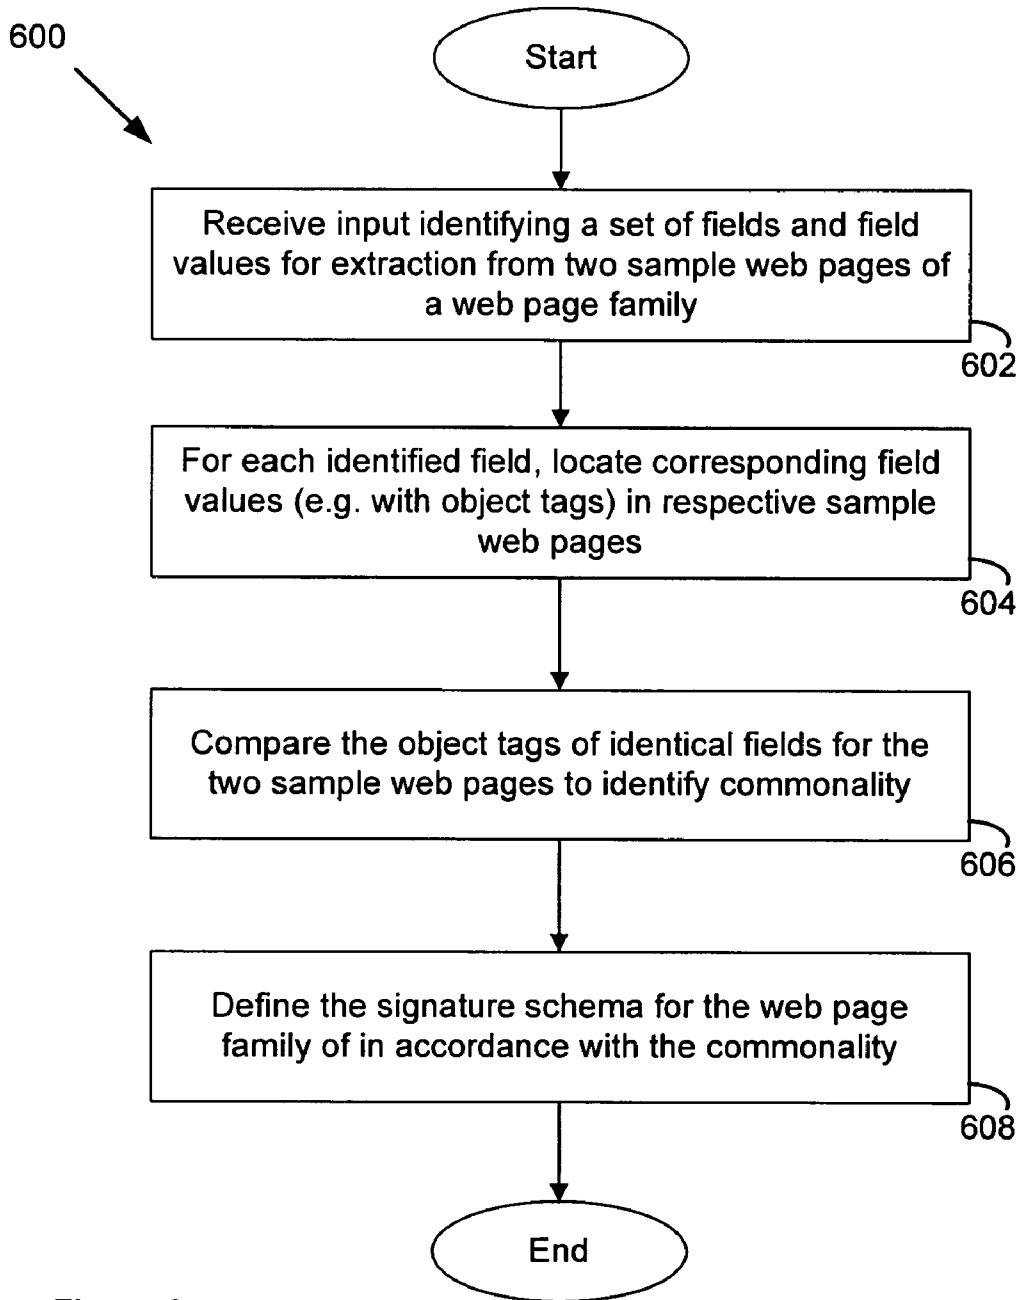 600
Start
Receive input identifying a set of fields and field
values for extraction from two sample web pages of
a web page family
602
For each identified field, locate corresponding field
values (e.g. with object tags) in respective sample
web pages
604
Compare the object tags of identical fields for the
two sample web pages to identify commonality
606
Define the signature schema for the web page
family of in accordance with the commonality
608
End